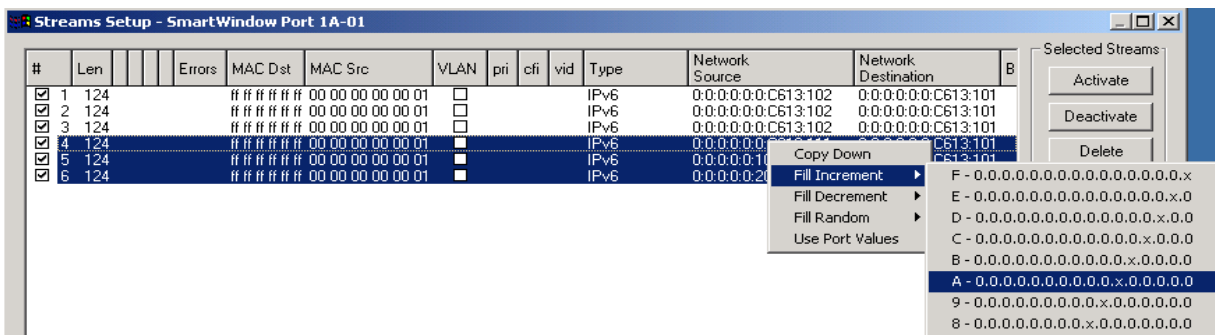 Streams Setup - SmartWindow Port 1A-01
# Len Errors MAC Dst MAC Src VLAN pri cfi vid Type Network Source Network Destination B
1 124 ff ff ff ff ff ff 00 00 00 00 00 01 IPv6 0:0:0:0:0:0:C613:102 0:0:0:0:0:0:C613:101
2 124 ff ff ff ff ff ff 00 00 00 00 00 01 IPv6 0:0:0:0:0:0:C613:102 0:0:0:0:0:0:C613:101
3 124 ff ff ff ff ff ff 00 00 00 00 00 01 IPv6 0:0:0:0:0:0:C613:102 0:0:0:0:0:0:C613:101
4 124 ff ff ff ff ff ff 00 00 00 00 00 01 IPv6
5 124 ff ff ff ff ff ff 00 00 00 00 00 01 IPv6 0:0:0:0:0:10 C613:101
6 124 ff ff ff ff ff ff 00 00 00 00 00 01 IPv6 0:0:0:0:0:20
Selected Streams
Activate
Deactivate
Delete
Copy Down
Fill Increment
Fill Decrement
Fill Random
Use Port Values
F - 0.0.0.0.0.0.0.0.0.0.0.0.0.0.0.x
E - 0.0.0.0.0.0.0.0.0.0.0.0.0.0.x.0
D - 0.0.0.0.0.0.0.0.0.0.0.0.0.x.0.0
C - 0.0.0.0.0.0.0.0.0.0.0.0.x.0.0.0
B - 0.0.0.0.0.0.0.0.0.0.0.x.0.0.0.0
A - 0.0.0.0.0.0.0.0.0.0.x.0.0.0.0.0
9 - 0.0.0.0.0.0.0.0.0.x.0.0.0.0.0.0
8 - 0.0.0.0.0.0.0.0.x.0.0.0.0.0.0.0